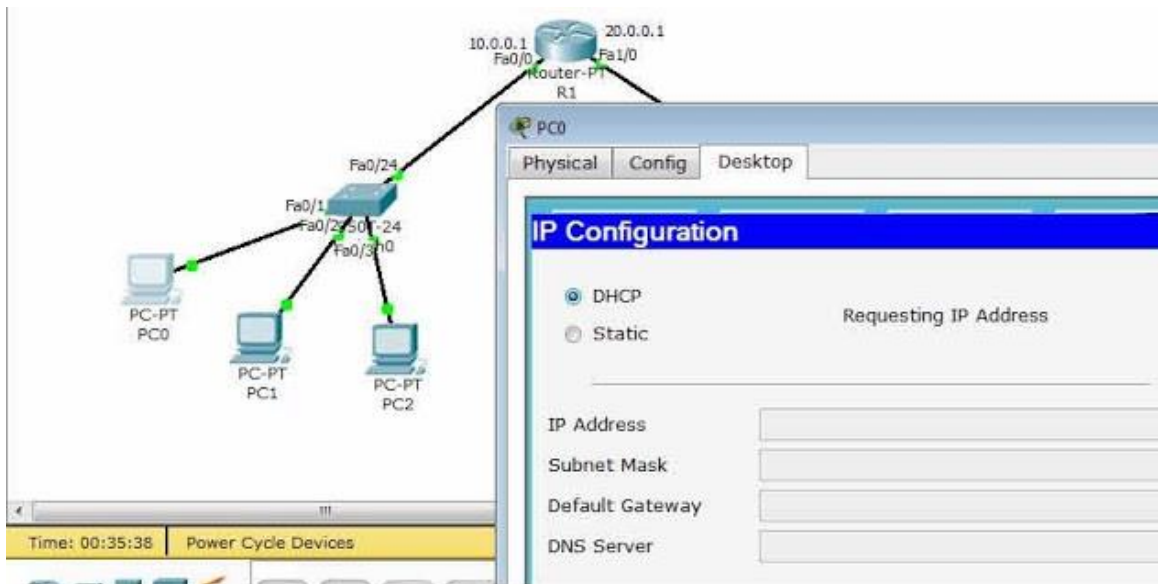 10.0.0.1
20.0.0.1
Fa0/0
Fa1/0
Router-PT
R1
Fa0/24
Fa0/1
Fa0/2
50T-24
Fa0/3
h0
PC-PT
PC0
PC-PT
PC1
PC-PT
PC2
PC0
Physical Config Desktop
IP Configuration
DHCP
Static
Requesting IP Address
IP Address
Subnet Mask
Default Gateway
DNS Server
Time: 00:35:38 Power Cycle Devices